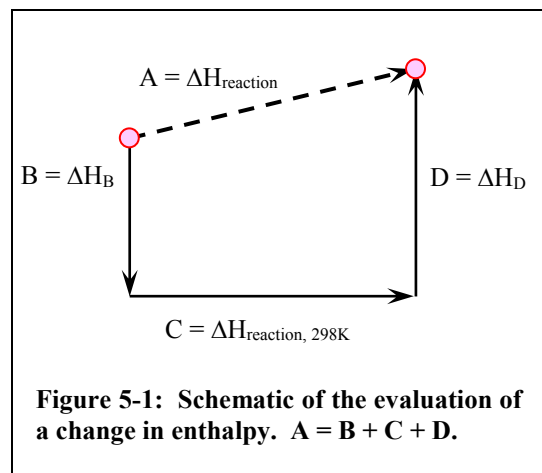 A = ΔHreaction
B = ΔHB
D = ΔHD
C = ΔHreaction, 298K
Figure 5-1: Schematic of the evaluation of
a change in enthalpy. A = B + C + D.